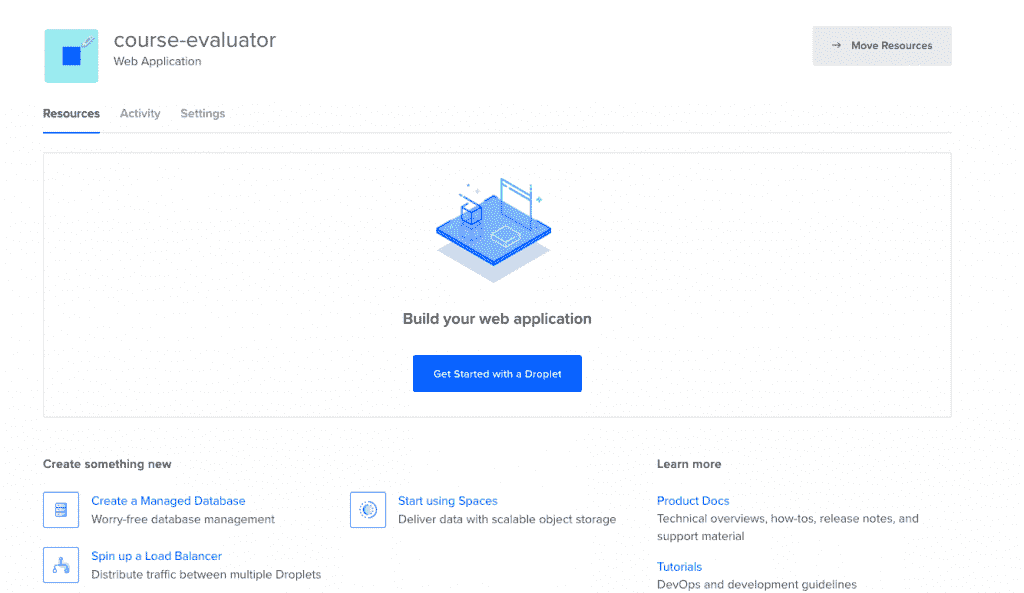 course-evaluator
Web Application
→ Move Resources
Resources Activity Settings
Build your web application
Get Started with a Droplet
Create something new
Create a Managed Database
Worry-free database management
Start using Spaces
Deliver data with scalable object storage
Spin up a Load Balancer
Distribute traffic between multiple Droplets
Learn more
Product Docs
Technical overviews, how-tos, release notes, and
support material
Tutorials
DevOps and development guidelines